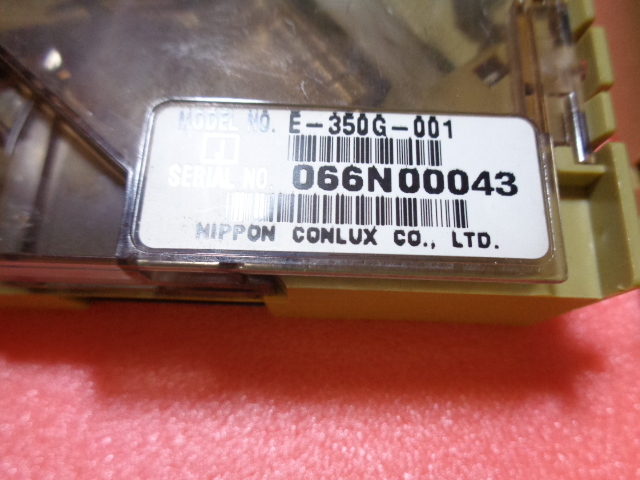 MODEL NO. E-350G-001
J
SERIAL NO. 066N00043
NIPPON CONLUX CO., LTD.